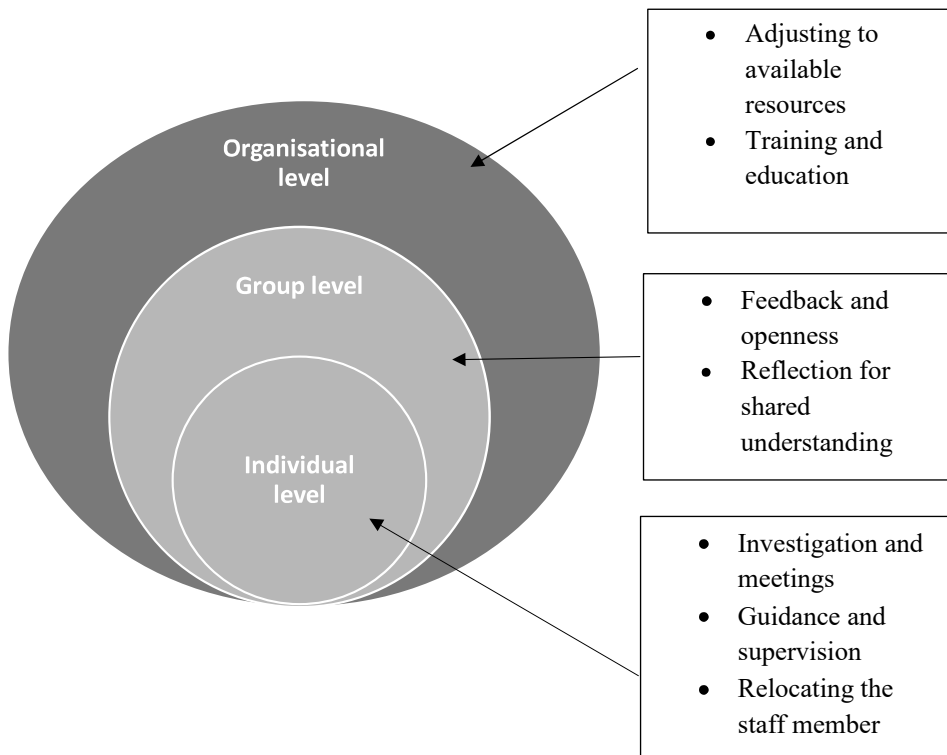 Organisational
level
Group level
Individual
level
• Adjusting to
available
resources
• Training and
education
• Feedback and
openness
• Reflection for
shared
understanding
• Investigation and
meetings
• Guidance and
supervision
• Relocating the
staff member